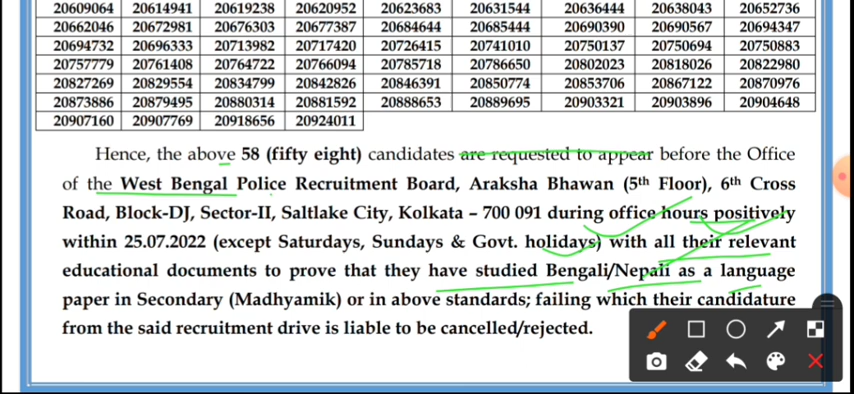 20609064 20614941 20619238 20620952 20623683 20631544 20636444 20638043 20652736
20662046 20672981 20676303 20677387 20684644 20685444 20690390 20690567 20694347
20694732 20696333 20713982 20717420 20726415 20741010 20750137 20750694 20750883
20757779 20761408 20764722 20766094 20785718 20786650 20802023 20818026 20822980
20827269 20829554 20834799 20842826 20846391 20850774 20853706 20867122 20870976
20873886 20879495 20880314 20881592 20888653 20889695 20903321 20903896 20904648
20907160 20907769 20918656 20924011
Hence, the above 58 (fifty eight) candidates are requested to appear before the Office
of the West Bengal Police Recruitment Board, Araksha Bhawan (5th Floor), 6th Cross
Road, Block-DJ, Sector-II, Saltlake City, Kolkata – 700 091 during office hours positively
within 25.07.2022 (except Saturdays, Sundays & Govt. holidays) with all their relevant
educational documents to prove that they have studied Bengali/Nepali as a language
paper in Secondary (Madhyamik) or in above standards; failing which their candidature
from the said recruitment drive is liable to be cancelled/rejected.